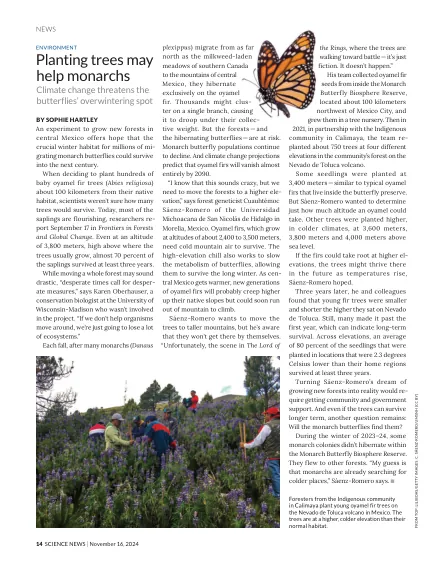 NEWS
ENVIRONMENT
Planting trees may
help monarchs
Climate change threatens the
butterflies' overwintering spot
BY SOPHIE HARTLEY
An experiment to grow new forests in
central Mexico offers hope that the
crucial winter habitat for millions of mi-
grating monarch butterflies could survive
into the next century.
When deciding to plant hundreds of
baby oyamel fir trees (Abies religiosa)
about 100 kilometers from their native
habitat, scientists weren't sure how many
trees would survive. Today, most of the
saplings are flourishing, researchers re-
port September 17 in Frontiers in Forests
and Global Change. Even at an altitude
of 3,800 meters, high above where the
trees usually grow, almost 70 percent of
the saplings survived at least three years.
While moving a whole forest may sound
drastic, "desperate times call for desper-
ate measures," says Karen Oberhauser, a
conservation biologist at the University of
Wisconsin-Madison who wasn't involved
in the project. "If we don't help organisms
move around, we're just going to lose a lot
of ecosystems."
Each fall, after many monarchs (Danaus
plexippus) migrate from as far
north as the milkweed-laden
meadows of southern Canada
to the mountains of central
Mexico, they hibernate
exclusively on the oyamel
fir. Thousands might clus-
ter on a single branch, causing
it to droop under their collec-
tive weight. But the forests — and
the hibernating butterflies — are at risk.
Monarch butterfly populations continue
to decline. And climate change projections
predict that oyamel fir will vanish almost
entirely by 2090.
"I know that this sounds crazy, but we
need to move the forests to a higher ele-
vation," says forest geneticist Cuauhtémoc
Sáenz-Romero of the Universidad
Michoacana de San Nicolás de Hidalgo in
Morelia, Mexico. Oyamel firs, which grow
at altitudes of about 2,400 to 3,500 meters,
need cold mountain air to survive. The
high-elevation chill also works to slow
the metabolism of butterflies, allowing
them to survive the long winter. As cen-
tral Mexico gets warmer, new generations
of oyamel firs will probably creep higher
up their native slopes but could soon run
out of mountain to climb.
Sáenz-Romero wants to move the
trees to taller mountains, but he's aware
that they won't get there by themselves.
"Unfortunately, the scene in The Lord of
the Rings, where the trees are
walking toward battle — it's just
fiction. It doesn't happen."
His team collected oyamel fir
seeds from inside the Monarch
Butterfly Biosphere Reserve,
located about 100 kilometers
northwest of Mexico City, and
grew them in a tree nursery. Then in
2021, in partnership with the Indigenous
community in Calimaya, the team re-
planted about 750 trees at four different
elevations in the community's forest on the
Nevado de Toluca volcano.
Some seedlings were planted at
3,400 meters — similar to typical oyamel
firs that live inside the butterfly preserve.
But Sáenz-Romero wanted to determine
just how much altitude an oyamel could
take. Other trees were planted higher,
in colder climates, at 3,600 meters,
3,800 meters and 4,000 meters above
sea level.
If the firs could take root at higher ele-
vations, the trees might thrive there
in the future as temperatures rise,
Sáenz-Romero hoped.
Three years later, he and colleagues
found that young fir trees were smaller
and shorter the higher they sat on Nevado
de Toluca. Still, many made it past the
first year, which can indicate long-term
survival. Across elevations, an average
of 80 percent of the seedlings that were
planted in locations that were 2.3 degrees
Celsius lower than their home regions
survived at least three years.
Turning Sáenz-Romero's dream of
growing new forests into reality would re-
quire getting community and government
support. And even if the trees can survive
longer term, another question remains:
Will the monarch butterflies find them?
During the winter of 2023–24, some
monarch colonies didn't hibernate within
the Monarch Butterfly Biosphere Reserve.
They flew to other forests. "My guess is
that monarchs are already searching for
colder places," Sáenz-Romero says.
Foresters from the Indigenous community
in Calimaya plant young oyamel fir trees on
the Nevado de Toluca volcano in Mexico. The
trees are at a higher, colder elevation than their
normal habitat.
14 SCIENCE NEWS | November 16, 2024